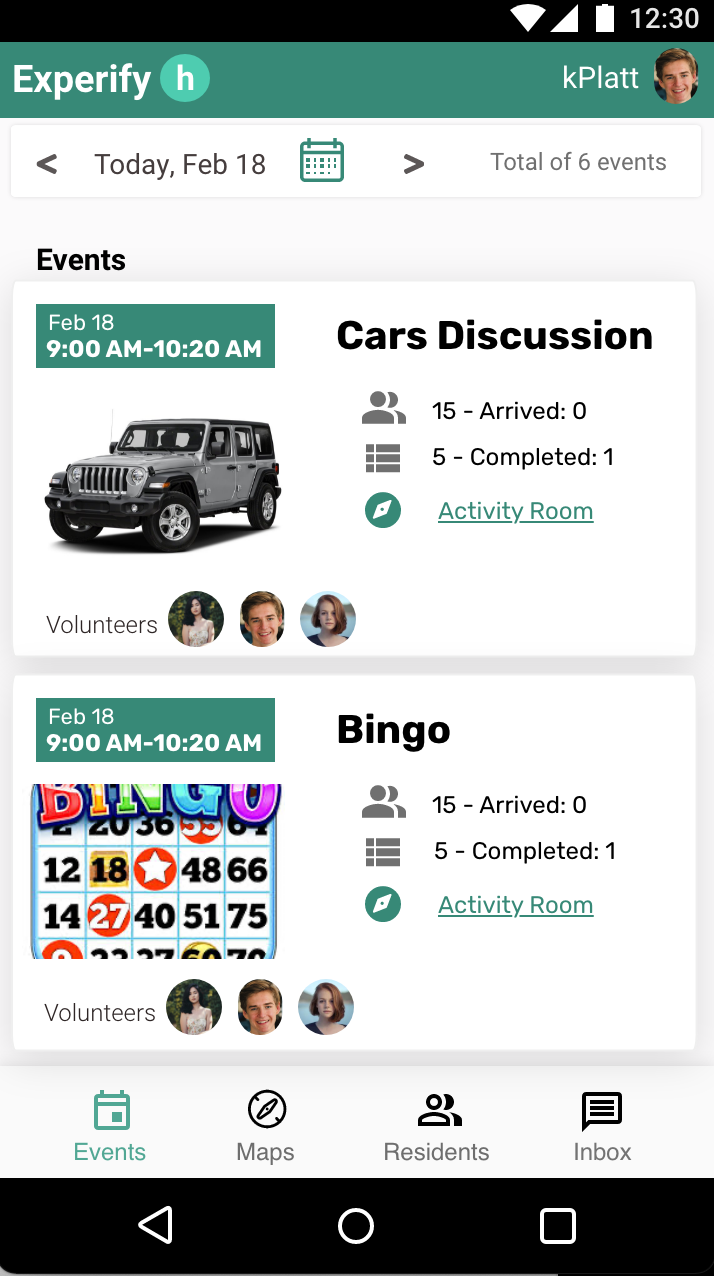 12:30
Experify h
kPlatt
< Today, Feb 18 > Total of 6 events
Events
Feb 18
9:00 AM-10:20 AM
Cars Discussion
15 - Arrived: 0
5 - Completed: 1
Activity Room
Volunteers
Feb 18
9:00 AM-10:20 AM
Bingo
15 - Arrived: 0
5 - Completed: 1
Activity Room
BINGO
2 20 36 55 64
12 18 48 66
14 27 40 51 75
Volunteers
Events Maps Residents Inbox